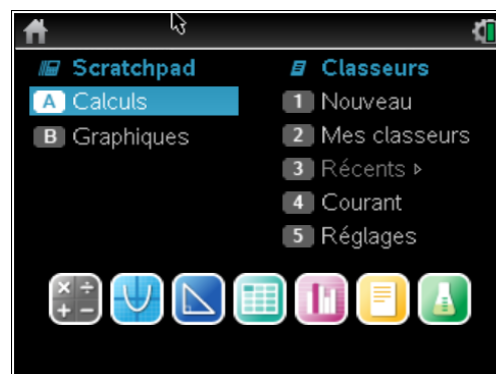 Scratchpad
A Calculs
B Graphiques
Classeurs
1 Nouveau
2 Mes classeurs
3 Récents ▹
4 Courant
5 Réglages